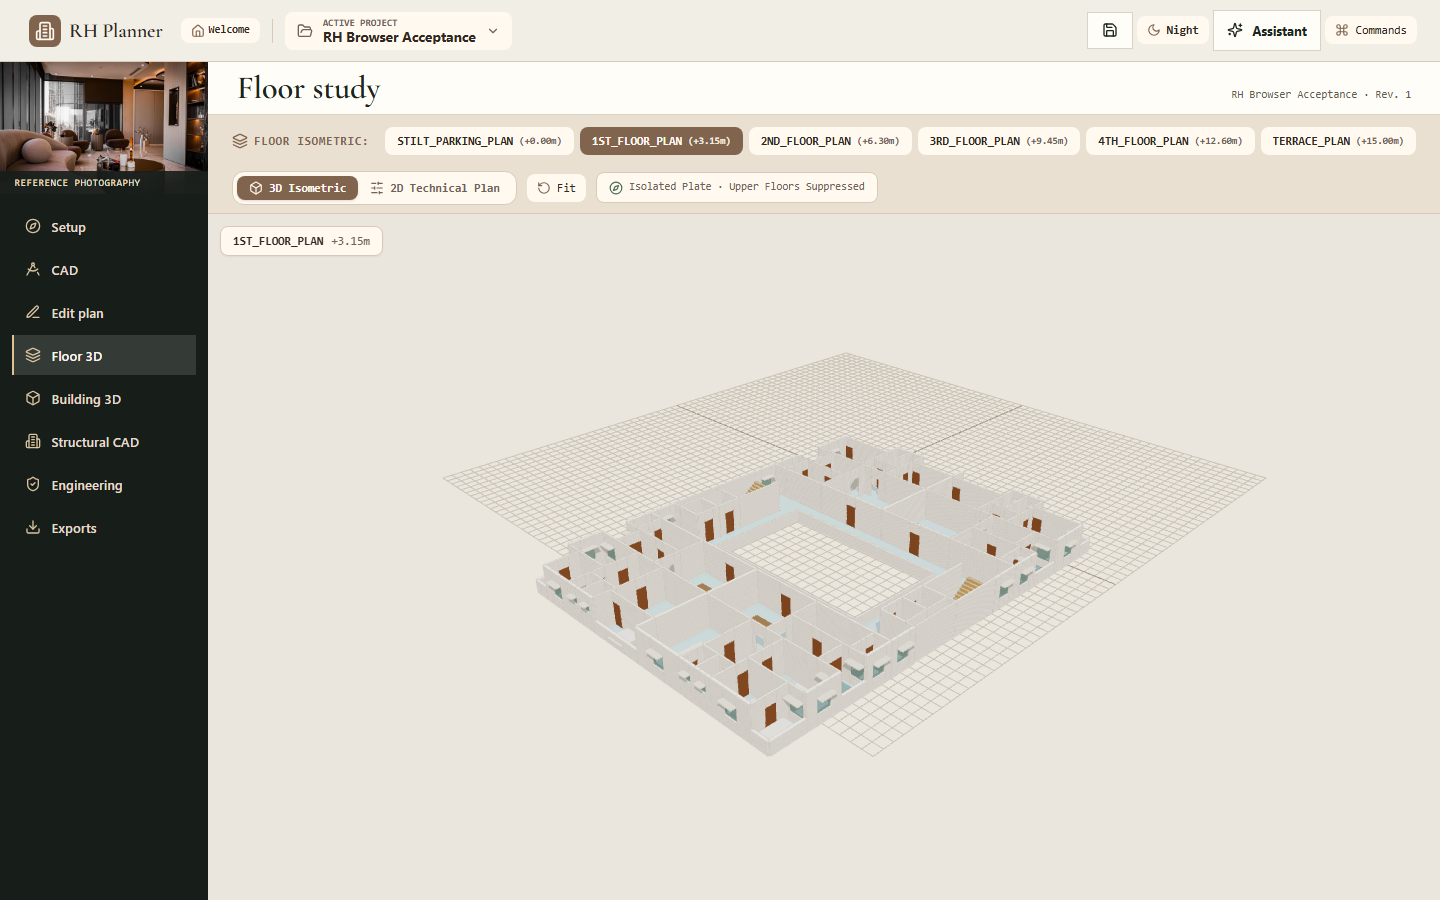 RH Planner
Welcome
ACTIVE PROJECT
RH Browser Acceptance
Night
Assistant
Commands
REFERENCE PHOTOGRAPHY
Setup
CAD
Edit plan
Floor 3D
Building 3D
Structural CAD
Engineering
Exports
Floor study
RH Browser Acceptance · Rev. 1
FLOOR ISOMETRIC:
STILT_PARKING_PLAN (+0.00m)
1ST_FLOOR_PLAN (+3.15m)
2ND_FLOOR_PLAN (+6.30m)
3RD_FLOOR_PLAN (+9.45m)
4TH_FLOOR_PLAN (+12.60m)
TERRACE_PLAN (+15.00m)
3D Isometric
2D Technical Plan
Fit
Isolated Plate · Upper Floors Suppressed
1ST_FLOOR_PLAN +3.15m